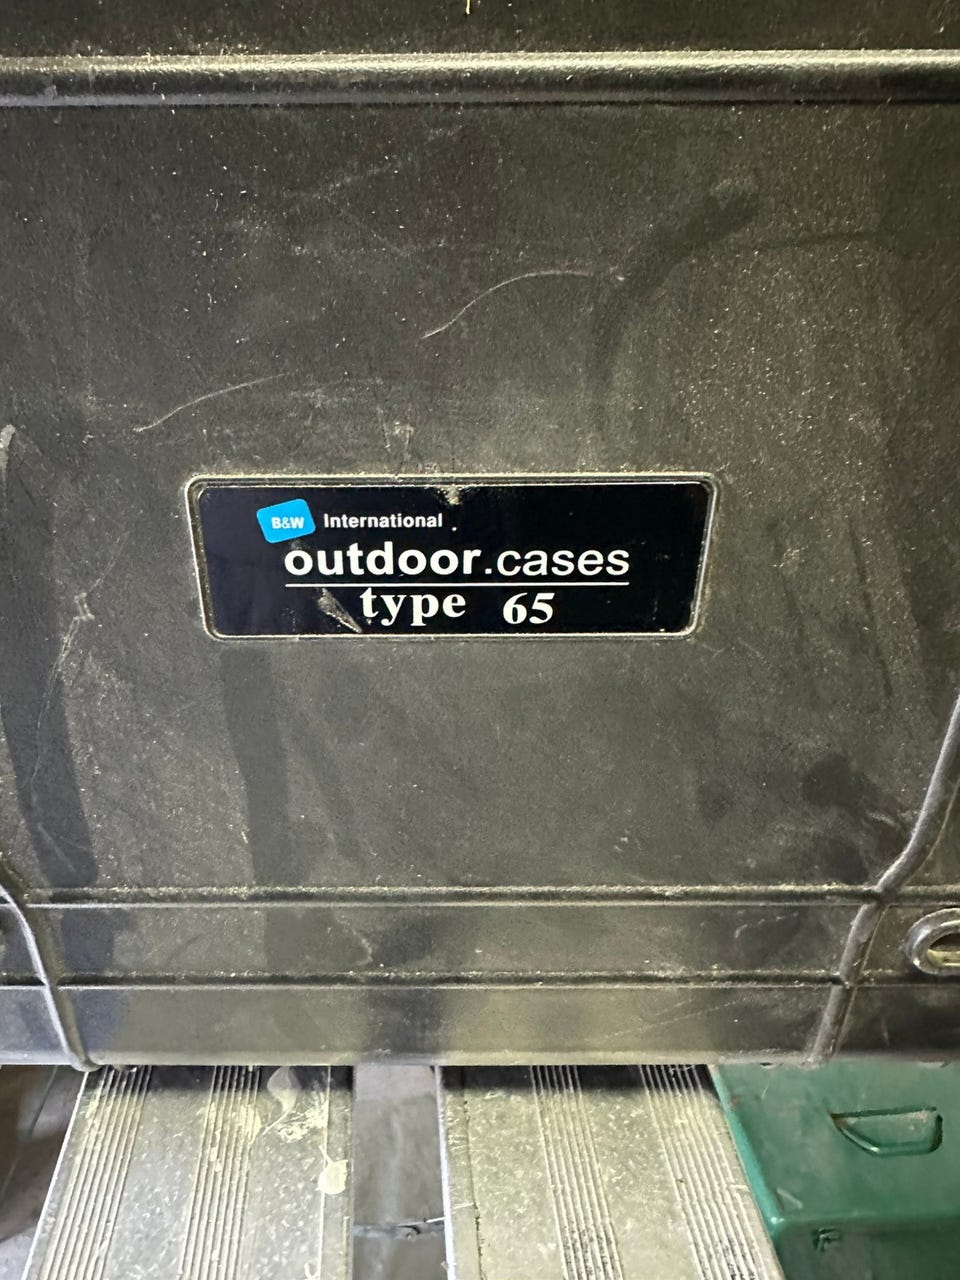 B&W International
outdoor.cases
type 65